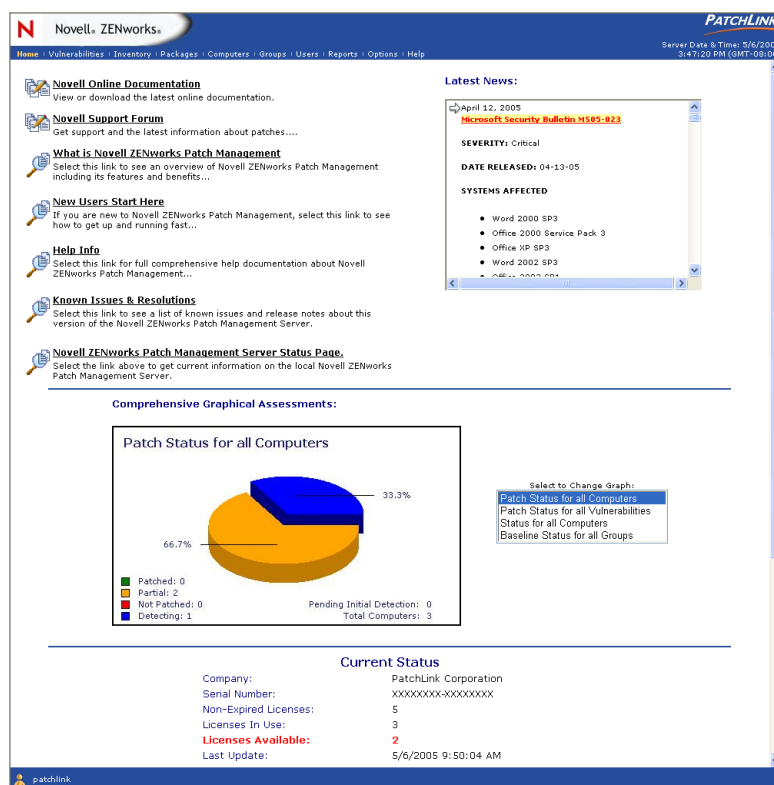 Novell® ZENworks®
PATCHLINK
Home Vulnerabilities Inventory Packages Computers Groups Users Reports Options Help
Server Date & Time: 5/6/200
3:47:20 PM (GMT-08:0
Novell Online Documentation
View or download the latest online documentation.
Novell Support Forum
Get support and the latest information about patches....
What is Novell ZENworks Patch Management
Select this link to see an overview of Novell ZENworks Patch Management
including its features and benefits...
New Users Start Here
If you are new to Novell ZENworks Patch Management, select this link to see
how to get up and running fast...
Help Info
Select this link for full comprehensive help documentation about Novell
ZENworks Patch Management...
Known Issues & Resolutions
Select this link to see a list of known issues and release notes about this
version of the Novell ZENworks Patch Management Server.
Novell ZENworks Patch Management Server Status Page.
Select the link above to get current information on the local Novell ZENworks
Patch Management Server.
Latest News:
April 12, 2005
Microsoft Security Bulletin MS05-023
SEVERITY: Critical
DATE RELEASED: 04-13-05
SYSTEMS AFFECTED
Word 2000 SP3
Office 2000 Service Pack 3
Office XP SP3
Word 2002 SP3
Comprehensive Graphical Assessments:
Patch Status for all Computers
33.3%
66.7%
Patched: 0
Partial: 2
Not Patched: 0
Detecting: 1
Pending Initial Detection: 0
Total Computers: 3
Select to Change Graph:
Patch Status for all Computers
Patch Status for all Vulnerabilities
Status for all Computers
Baseline Status for all Groups
Current Status
Company: PatchLink Corporation
Serial Number: XXXXXXXX-XXXXXXXX
Non-Expired Licenses: 5
Licenses In Use: 3
Licenses Available: 2
Last Update: 5/6/2005 9:50:04 AM
patchlink